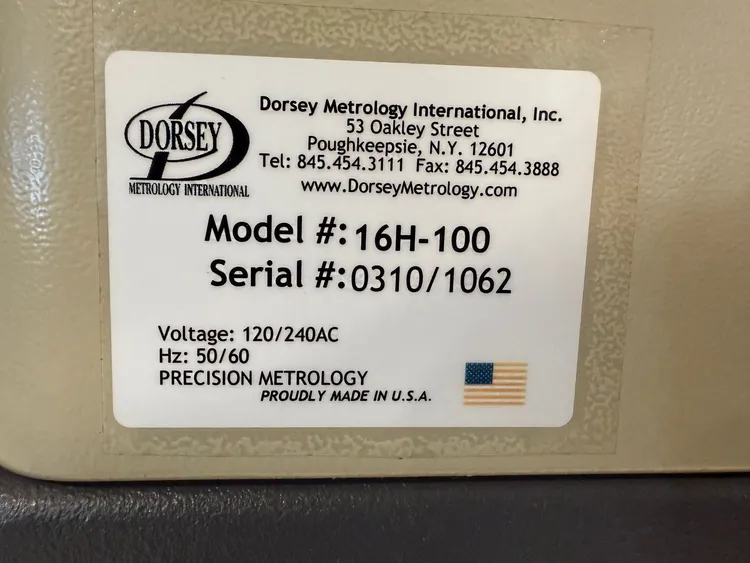 DORSEY
METROLOGY INTERNATIONAL
Dorsey Metrology International, Inc.
53 Oakley Street
Poughkeepsie, N.Y. 12601
Tel: 845.454.3111 Fax: 845.454.3888
www.DorseyMetrology.com
Model #: 16H-100
Serial #: 0310/1062
Voltage: 120/240AC
Hz: 50/60
PRECISION METROLOGY
PROUDLY MADE IN U.S.A.